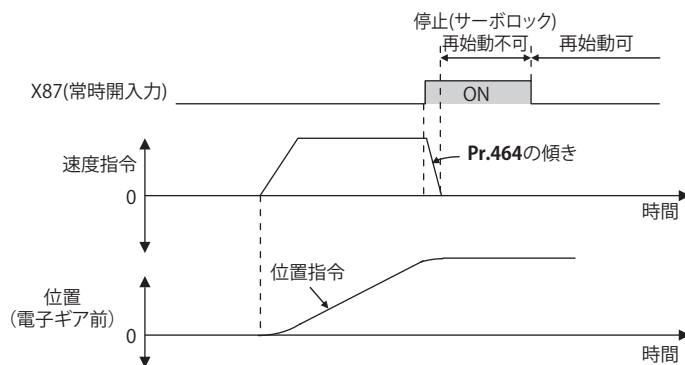 停止(サーボロック)
再始動不可
再始動可
X87(常時開入力)
ON
速度指令
Pr.464の傾き
0
時間
位置指令
位置
(電子ギア前)
0
時間